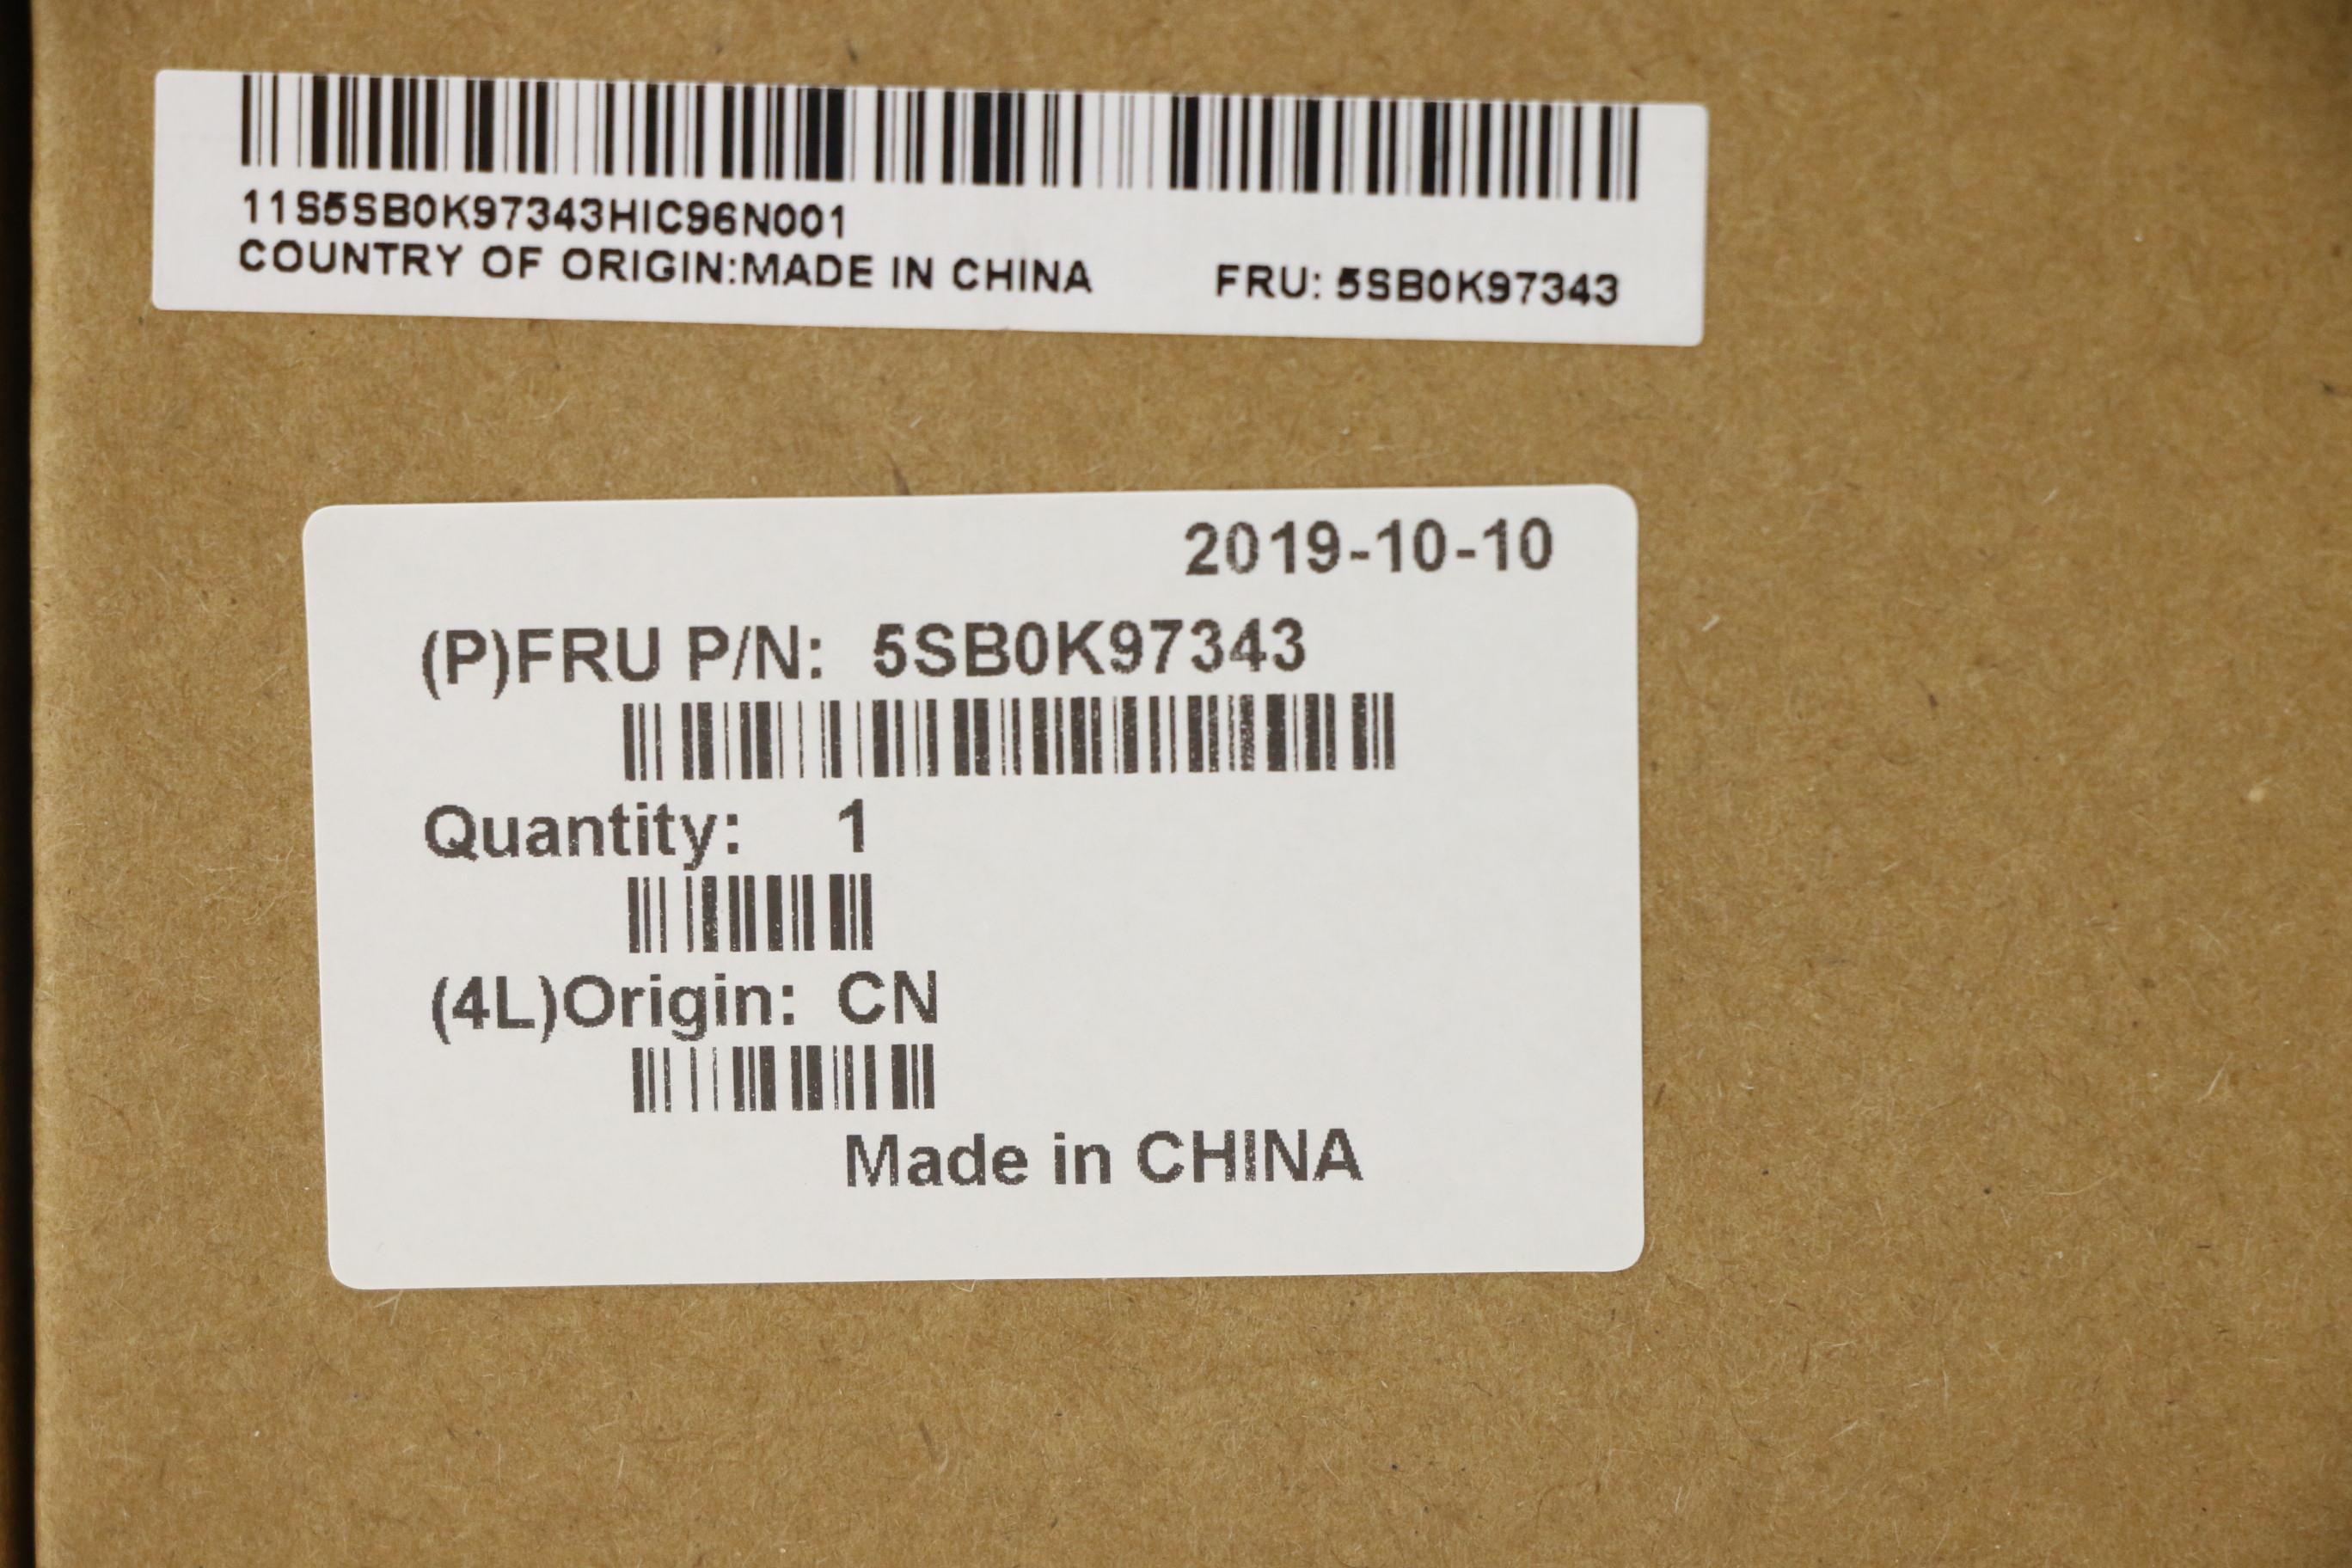 11S5SB0K97343HIC96N001
COUNTRY OF ORIGIN:MADE IN CHINA FRU: 5SB0K97343
2019-10-10
(P)FRU P/N: 5SB0K97343
Quantity: 1
(4L)Origin: CN
Made in CHINA